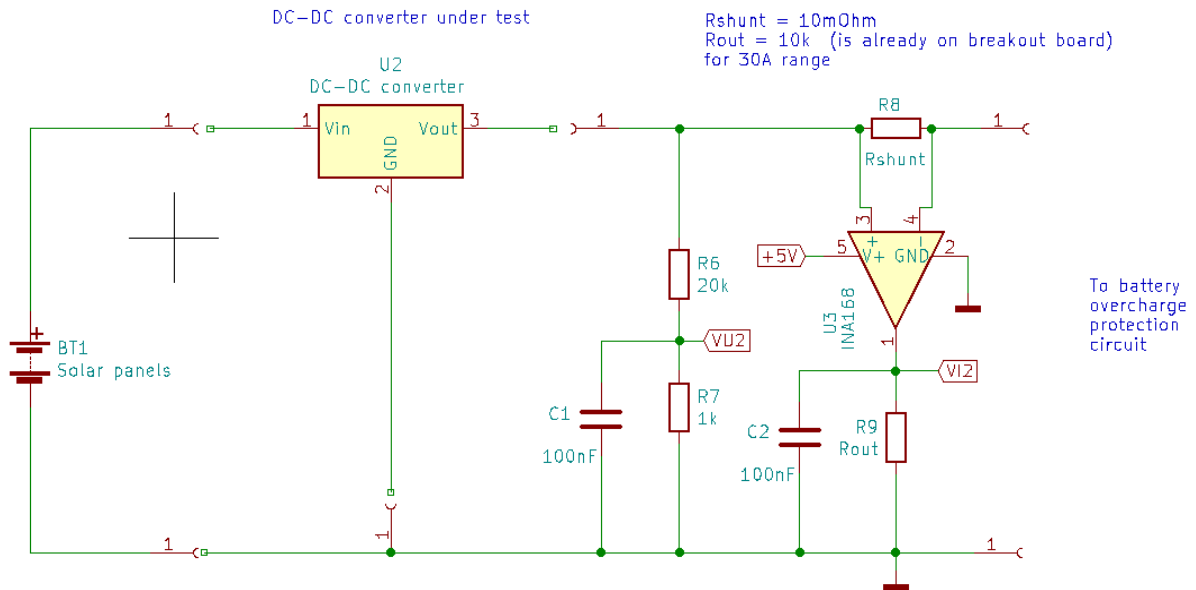 DC-DC converter under test
Rshunt = 10mOhm
Rout = 10k (is already on breakout board)
for 30A range
U2
DC-DC converter
1
1
Vin
Vout
3
1
GND
2
R8
Rshunt
1
3
4
+
-
+5V
5
V+
GND
2
U3
INA168
1
R6
20k
VU2
To battery
overcharge
protection
circuit
+
BT1
Solar panels
VI2
C1
100nF
R7
1k
C2
100nF
R9
Rout
1
1
1